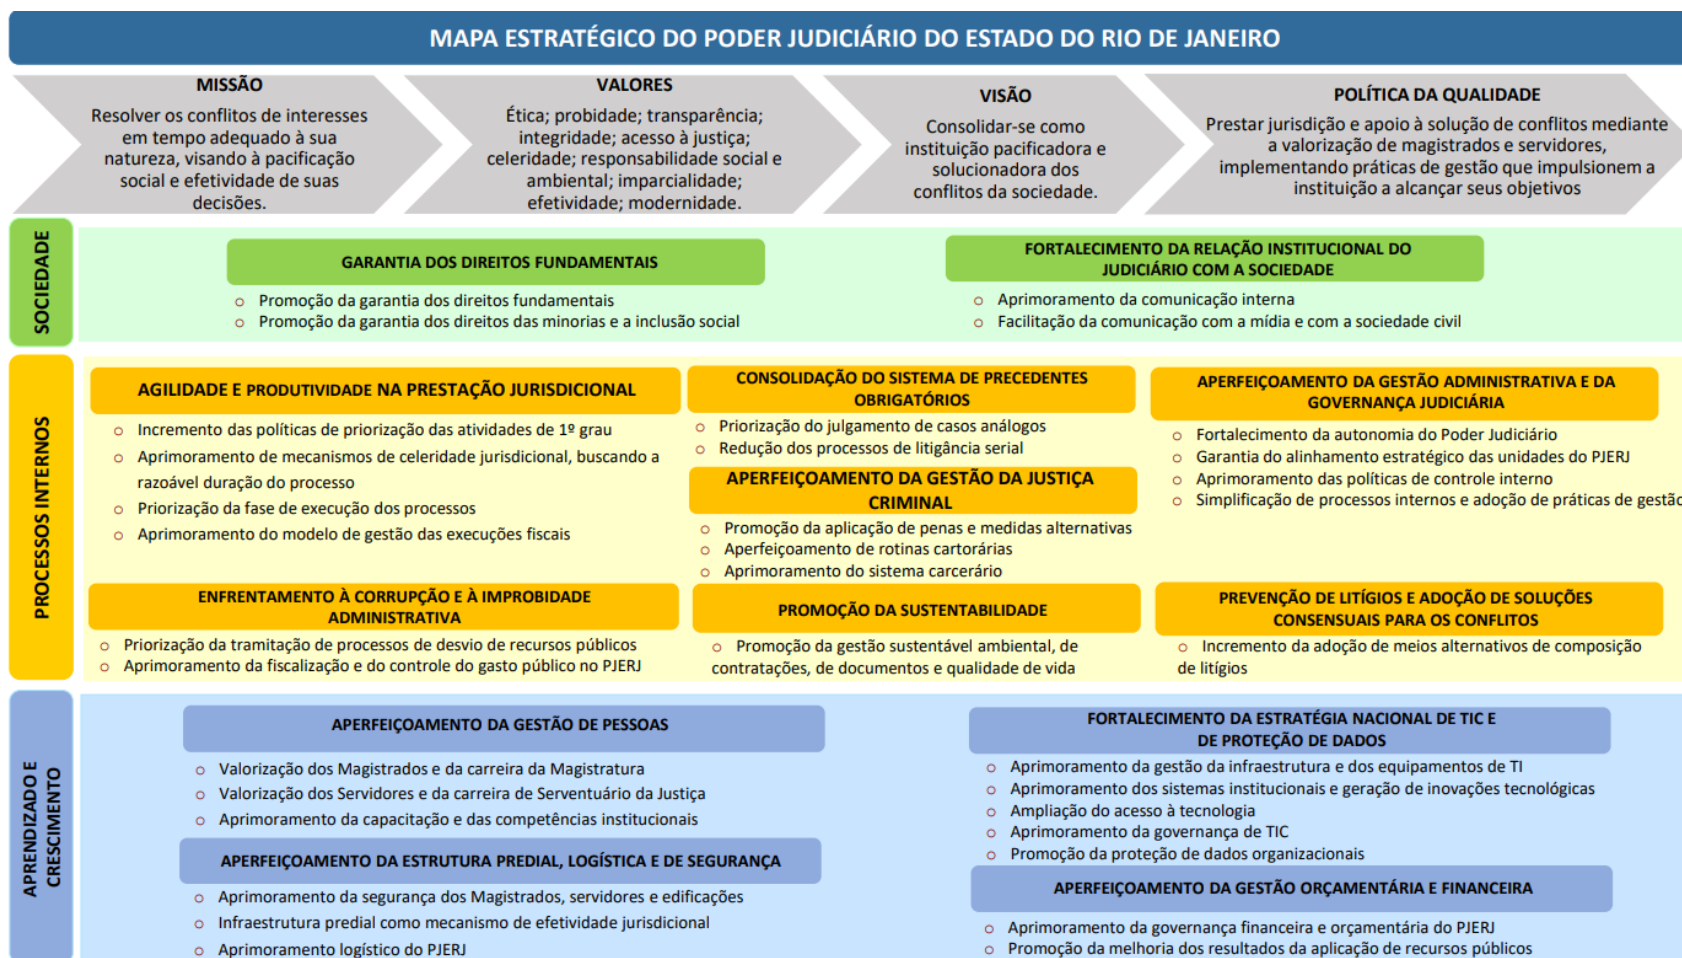 MAPA ESTRATÉGICO DO PODER JUDICIÁRIO DO ESTADO DO RIO DE JANEIRO
MISSÃO
Resolver os conflitos de interesses
em tempo adequado à sua
natureza, visando à pacificação
social e efetividade de suas
decisões.
VALORES
Ética; probidade; transparência;
integridade; acesso à justiça;
celeridade; responsabilidade social e
ambiental; imparcialidade;
efetividade; modernidade.
VISÃO
Consolidar-se como
instituição pacificadora e
solucionadora dos
conflitos da sociedade.
POLÍTICA DA QUALIDADE
Prestar jurisdição e apoio à solução de conflitos mediante
a valorização de magistrados e servidores,
implementando práticas de gestão que impulsionem a
instituição a alcançar seus objetivos
SOCIEDADE
GARANTIA DOS DIREITOS FUNDAMENTAIS
Promoção da garantia dos direitos fundamentais
Promoção da garantia dos direitos das minorias e a inclusão social
FORTALECIMENTO DA RELAÇÃO INSTITUCIONAL DO
JUDICIÁRIO COM A SOCIEDADE
Aprimoramento da comunicação interna
Facilitação da comunicação com a mídia e com a sociedade civil
PROCESSOS INTERNOS
AGILIDADE E PRODUTIVIDADE NA PRESTAÇÃO JURISDICIONAL
Incremento das políticas de priorização das atividades de 1º grau
Aprimoramento de mecanismos de celeridade jurisdicional, buscando a
razoável duração do processo
Priorização da fase de execução dos processos
Aprimoramento do modelo de gestão das execuções fiscais
CONSOLIDAÇÃO DO SISTEMA DE PRECEDENTES
OBRIGATÓRIOS
Priorização do julgamento de casos análogos
Redução dos processos de litigância serial
APERFEIÇOAMENTO DA GESTÃO DA JUSTIÇA
CRIMINAL
Promoção da aplicação de penas e medidas alternativas
Aperfeiçoamento de rotinas cartorárias
Aprimoramento do sistema carcerário
APERFEIÇOAMENTO DA GESTÃO ADMINISTRATIVA E DA
GOVERNANÇA JUDICIÁRIA
Fortalecimento da autonomia do Poder Judiciário
Garantia do alinhamento estratégico das unidades do PJERJ
Aprimoramento das políticas de controle interno
Simplificação de processos internos e adoção de práticas de gestão
ENFRENTAMENTO À CORRUPÇÃO E À IMPROBIDADE
ADMINISTRATIVA
Priorização da tramitação de processos de desvio de recursos públicos
Aprimoramento da fiscalização e do controle do gasto público no PJERJ
PROMOÇÃO DA SUSTENTABILIDADE
Promoção da gestão sustentável ambiental, de
contratações, de documentos e qualidade de vida
PREVENÇÃO DE LITÍGIOS E ADOÇÃO DE SOLUÇÕES
CONSENSUAIS PARA OS CONFLITOS
Incremento da adoção de meios alternativos de composição
de litígios
APRENDIZADO E
CRESCIMENTO
APERFEIÇOAMENTO DA GESTÃO DE PESSOAS
Valorização dos Magistrados e da carreira da Magistratura
Valorização dos Servidores e da carreira de Serventuário da Justiça
Aprimoramento da capacitação e das competências institucionais
APERFEIÇOAMENTO DA ESTRUTURA PREDIAL, LOGÍSTICA E DE SEGURANÇA
Aprimoramento da segurança dos Magistrados, servidores e edificações
Infraestrutura predial como mecanismo de efetividade jurisdicional
Aprimoramento logístico do PJERJ
FORTALECIMENTO DA ESTRATÉGIA NACIONAL DE TIC E
DE PROTEÇÃO DE DADOS
Aprimoramento da gestão da infraestrutura e dos equipamentos de TI
Aprimoramento dos sistemas institucionais e geração de inovações tecnológicas
Ampliação do acesso à tecnologia
Aprimoramento da governança de TIC
Promoção da proteção de dados organizacionais
APERFEIÇOAMENTO DA GESTÃO ORÇAMENTÁRIA E FINANCEIRA
Aprimoramento da governança financeira e orçamentária do PJERJ
Promoção da melhoria dos resultados da aplicação de recursos públicos